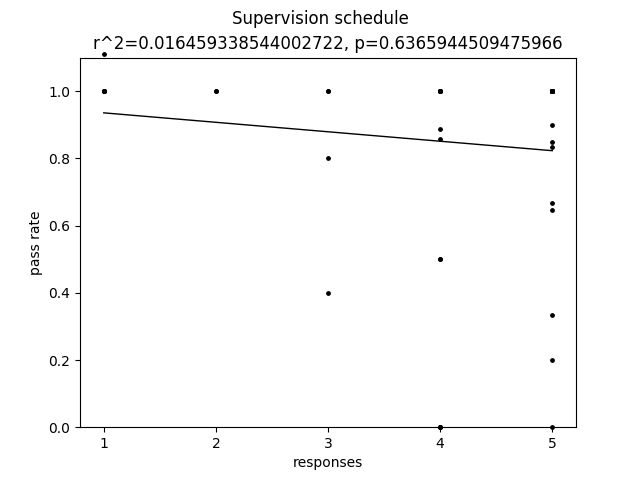 Supervision schedule
r^2=0.016459338544002722, p=0.6365944509475966
1.0
0.8
0.6
0.4
0.2
0.0
pass rate
1 2 3 4 5
responses